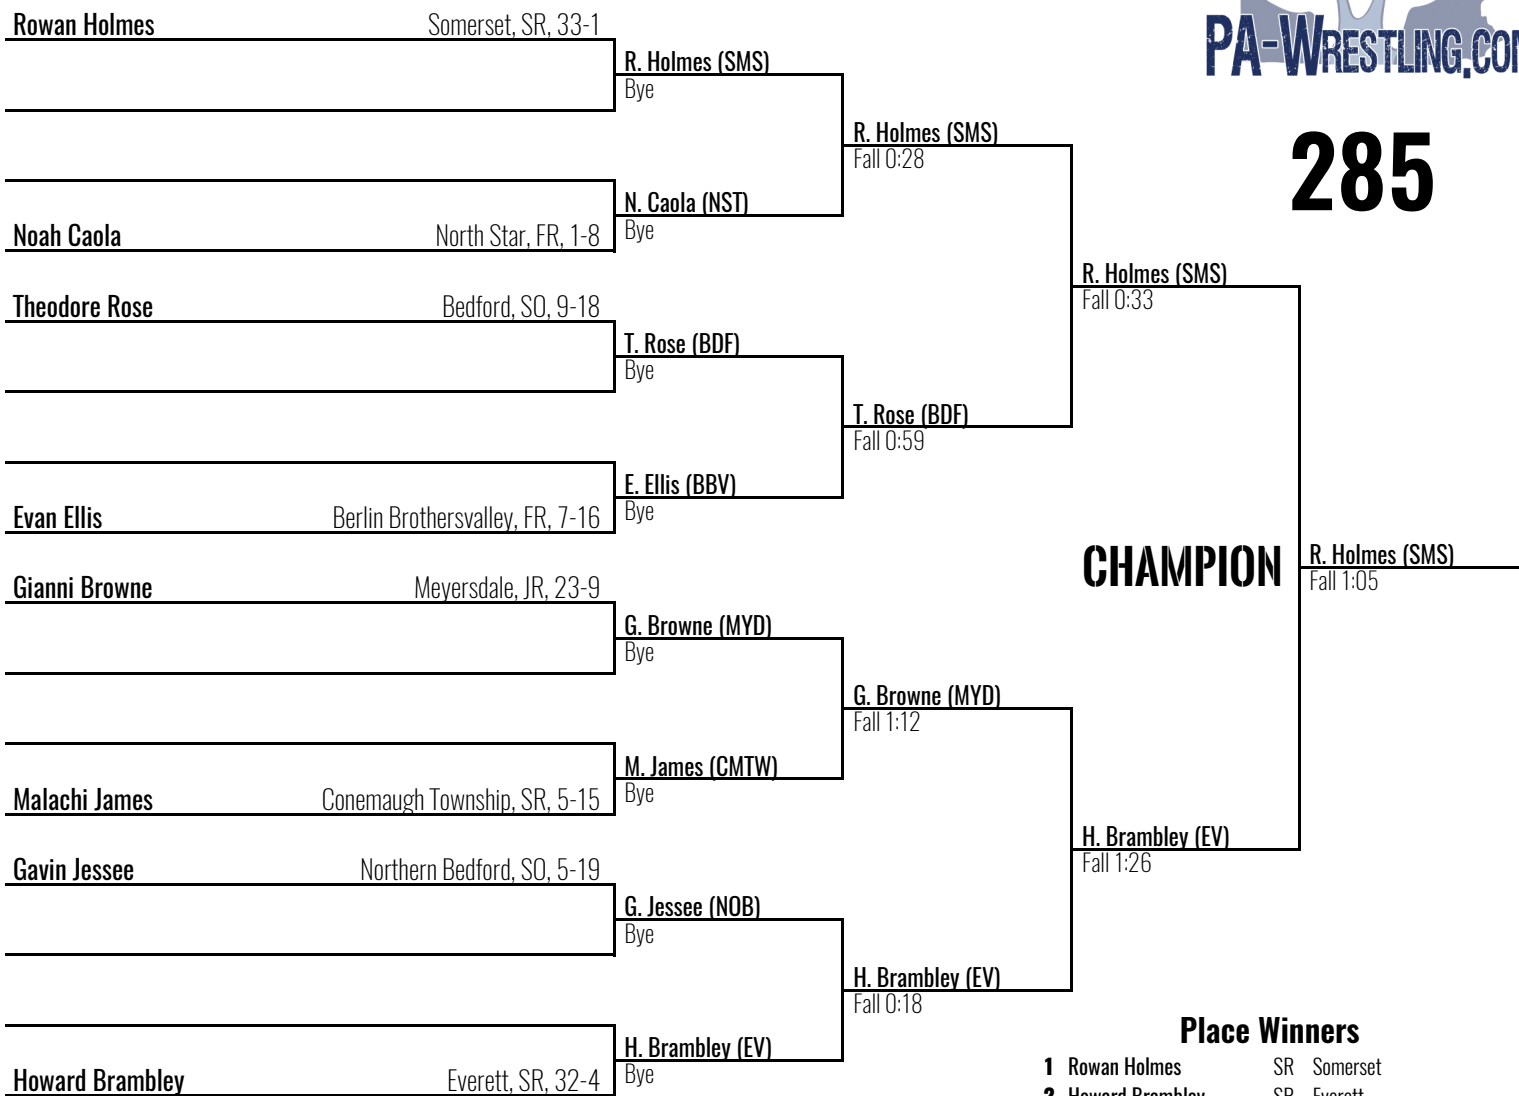 Rowan Holmes Somerset, SR, 33-1
R. Holmes (SMS)
Bye
R. Holmes (SMS)
Fall 0:28
N. Caola (NST)
Bye
Noah Caola North Star, FR, 1-8
R. Holmes (SMS)
Fall 0:33
Theodore Rose Bedford, SO, 9-18
T. Rose (BDF)
Bye
T. Rose (BDF)
Fall 0:59
E. Ellis (BBV)
Bye
Evan Ellis Berlin Brothersvalley, FR, 7-16
CHAMPION
R. Holmes (SMS)
Fall 1:05
Gianni Browne Meyersdale, JR, 23-9
G. Browne (MYD)
Bye
G. Browne (MYD)
Fall 1:12
M. James (CMTW)
Bye
Malachi James Conemaugh Township, SR, 5-15
H. Brambley (EV)
Fall 1:26
Gavin Jessee Northern Bedford, SO, 5-19
G. Jessee (NOB)
Bye
H. Brambley (EV)
Fall 0:18
H. Brambley (EV)
Bye
Howard Brambley Everett, SR, 32-4
PA-WRESTLING.COM
285
Place Winners
1 Rowan Holmes SR Somerset
2 Howard Brambley SR Everett